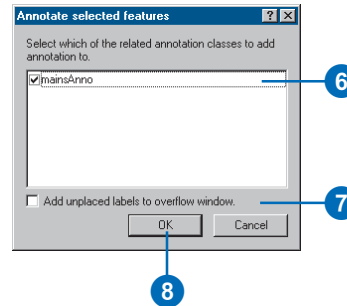 Annotate selected features
Select which of the related annotation classes to add
annotation to.
mainsAnno
6
Add unplaced labels to overflow window.
7
OK
Cancel
8